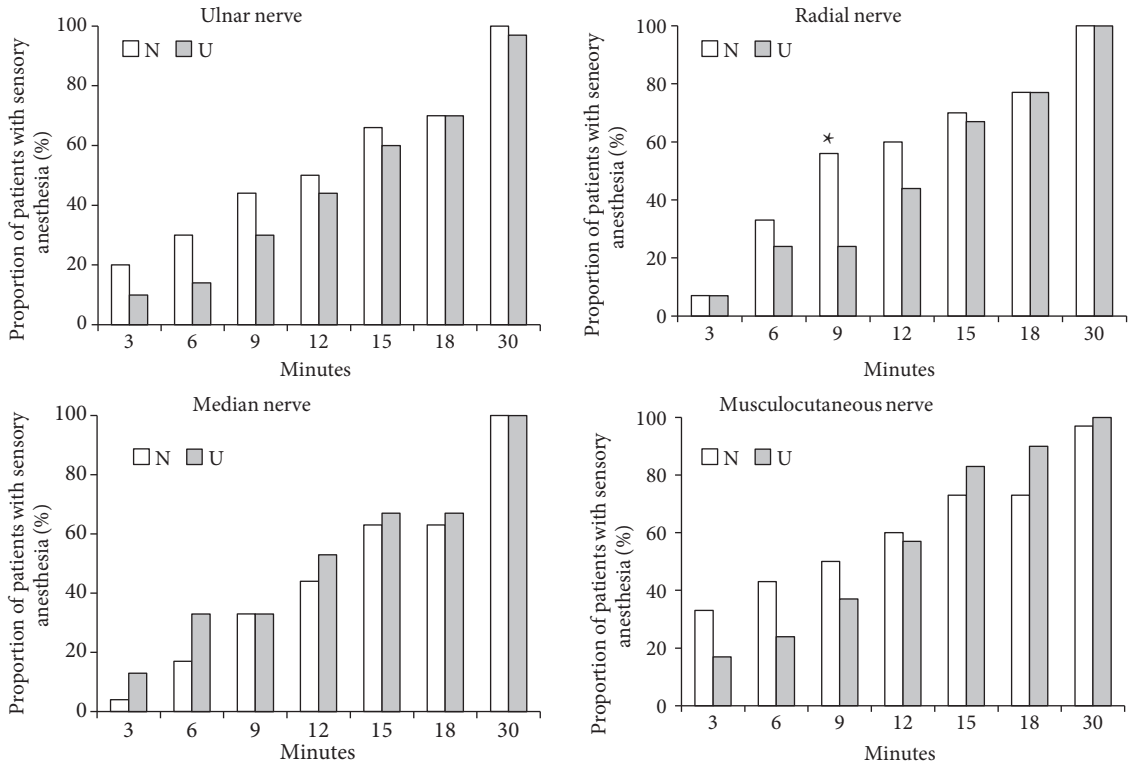 Ulnar nerve
N U
100
80
60
40
20
0
3 6 9 12 15 18 30
Minutes
Proportion of patients with sensory
anesthesia (%)
Radial nerve
N U
100
80
60
40
20
0
*
3 6 9 12 15 18 30
Minutes
Proportion of patients with seneory
anesthesia (%)
Median nerve
N U
100
80
60
40
20
0
3 6 9 12 15 18 30
Minutes
Proportion of patients with sensory
anesthesia (%)
Musculocutaneous nerve
N U
100
80
60
40
20
0
3 6 9 12 15 18 30
Minutes
Proportion of patients with sensory
anesthesia (%)